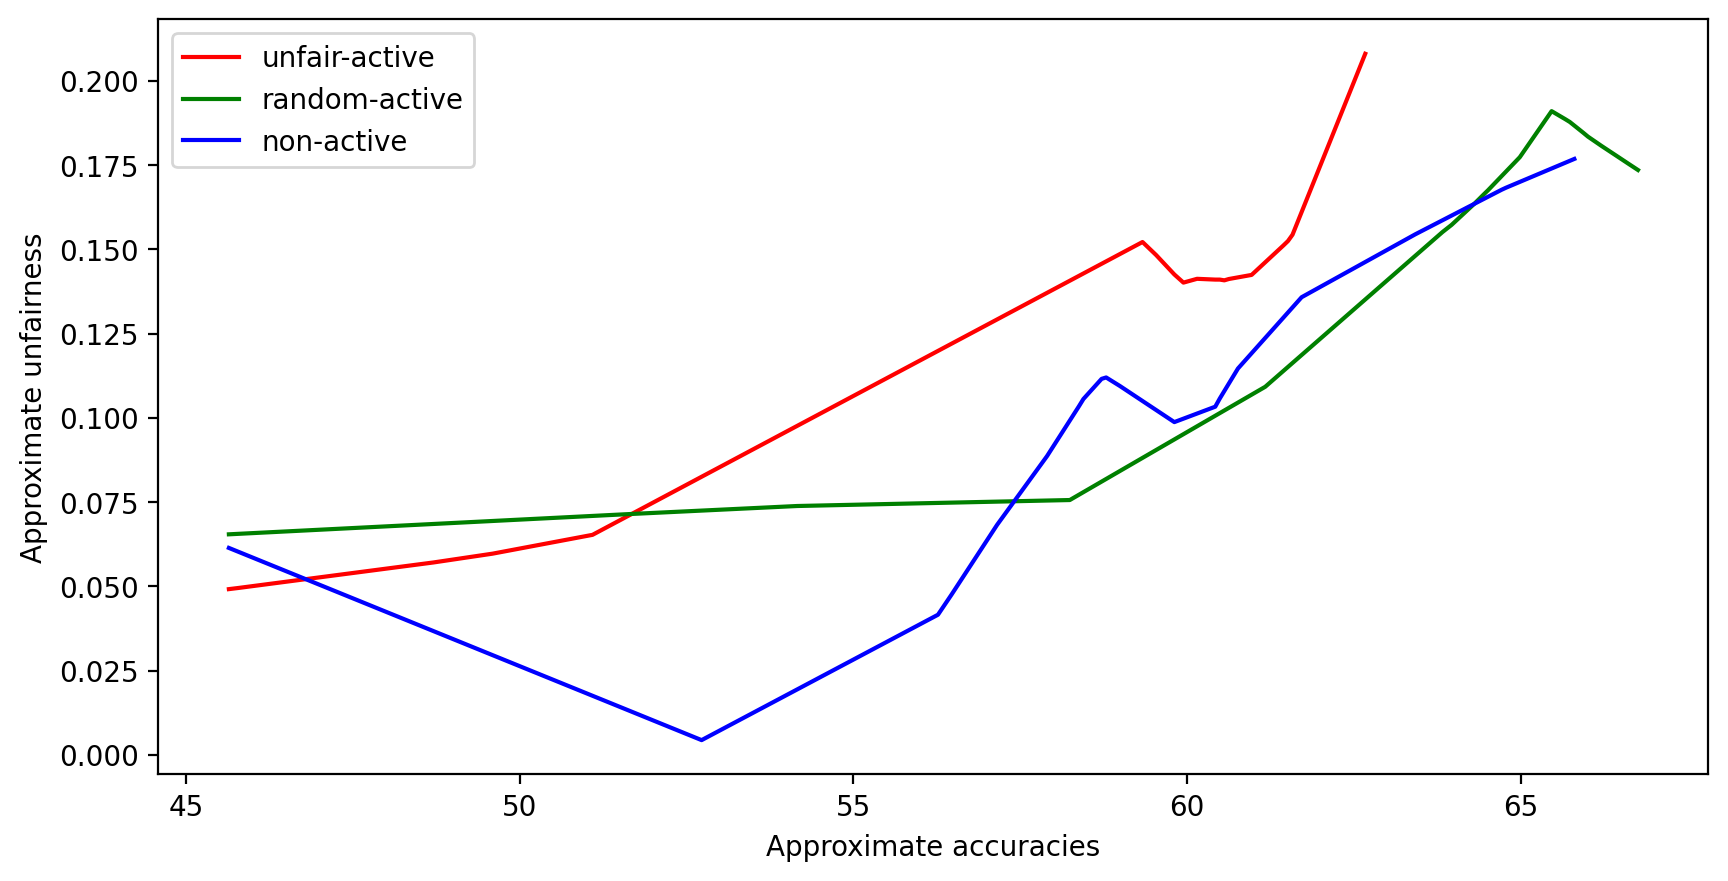 unfair-active
random-active
non-active
0.200
0.175
0.150
0.125
0.100
0.075
0.050
0.025
0.000
Approximate unfairness
45 50 55 60 65
Approximate accuracies